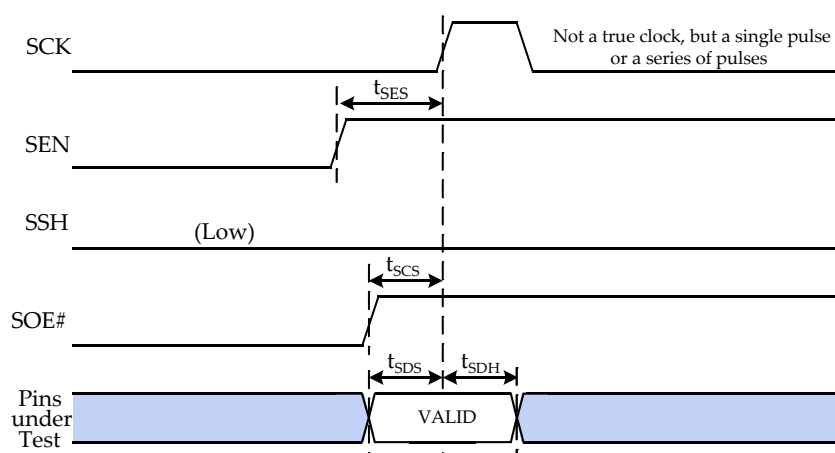 SCK
Not a true clock, but a single pulse
or a series of pulses
tSES
SEN
SSH
(Low)
tSCS
SOE#
tSDS
tSDH
Pins
under
Test
VALID